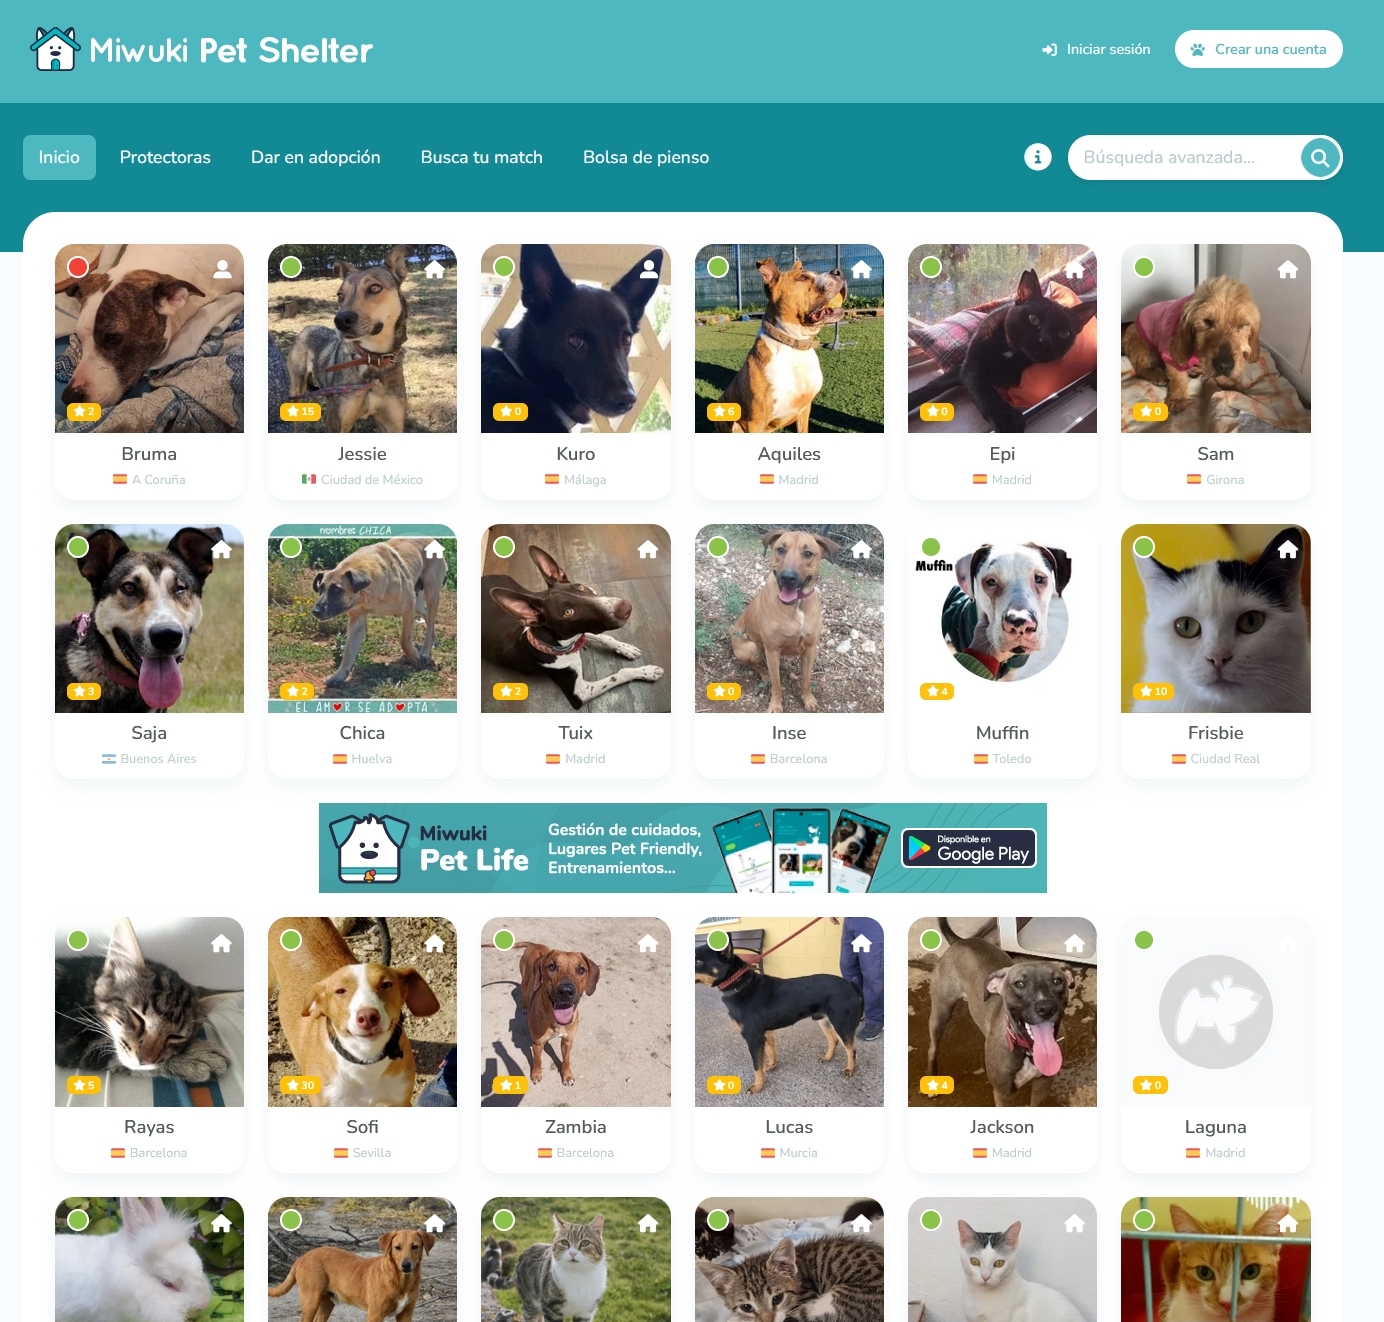 Miwuki Pet Shelter
Iniciar sesión
Crear una cuenta
Inicio
Protectoras
Dar en adopción
Busca tu match
Bolsa de pienso
Búsqueda avanzada...
2
15
0
6
0
0
Bruma
Jessie
Kuro
Aquiles
Epi
Sam
A Coruña
Ciudad de México
Málaga
Madrid
Madrid
Girona
nombre: CHICA
Muffin
3
2
2
0
4
10
EL AMOR SE ADOPTA
Saja
Chica
Tuix
Inse
Muffin
Frisbie
Buenos Aires
Huelva
Madrid
Barcelona
Toledo
Ciudad Real
Miwuki
Pet Life
Gestión de cuidados,
Lugares Pet Friendly,
Entrenamientos...
Disponible en
Google Play
5
30
1
0
4
0
Rayas
Sofi
Zambia
Lucas
Jackson
Laguna
Barcelona
Sevilla
Barcelona
Murcia
Madrid
Madrid